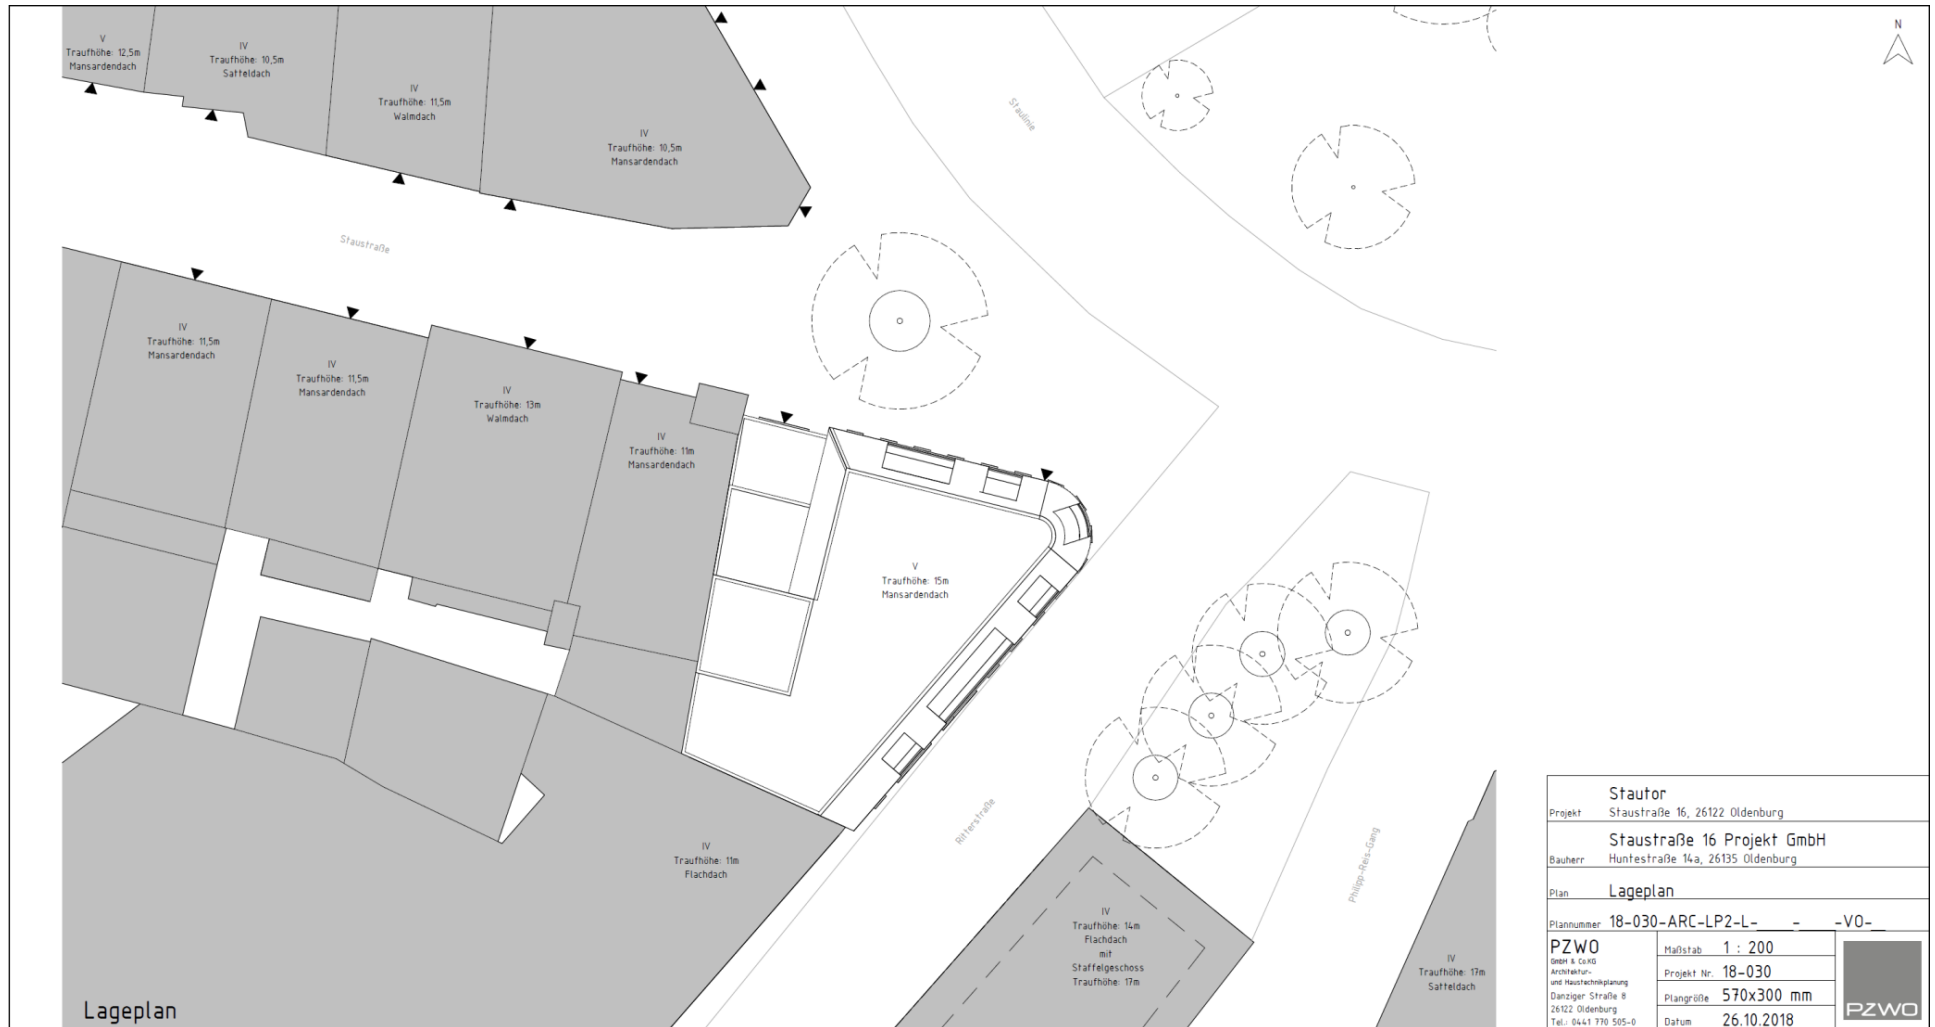 V
Traufhöhe: 12,5m
Mansardendach
IV
Traufhöhe: 10,5m
Satteldach
IV
Traufhöhe: 11,5m
Walmdach
IV
Traufhöhe: 10,5m
Mansardendach
Staulinie
N
Staustraße
IV
Traufhöhe: 11,5m
Mansardendach
IV
Traufhöhe: 11,5m
Mansardendach
IV
Traufhöhe: 13m
Walmdach
IV
Traufhöhe: 11m
Mansardendach
V
Traufhöhe: 15m
Mansardendach
IV
Traufhöhe: 11m
Flachdach
Ritterstraße
Philipp-Reis-Gang
IV
Traufhöhe: 14m
Flachdach
mit
Staffelgeschoss
Traufhöhe: 17m
IV
Traufhöhe: 17m
Satteldach
Lageplan
Stautor
Projekt Staustraße 16, 26122 Oldenburg
Staustraße 16 Projekt GmbH
Bauherr Huntestraße 14a, 26135 Oldenburg
Plan Lageplan
Plannummer 18-030-ARC-LP2-L-____-____-VO-__
PZWO
GmbH & Co.KG
Architektur-
und Haustechnikplanung
Danziger Straße 8
26122 Oldenburg
Tel.: 0441 770 505-0
Maßstab 1 : 200
Projekt Nr. 18-030
Plangröße 570x300 mm
Datum 26.10.2018
PZWO